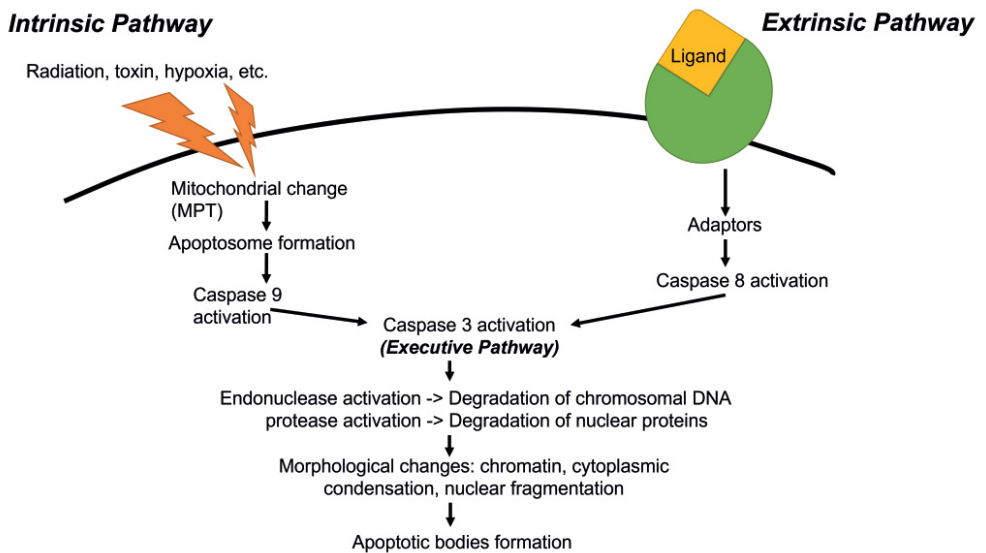 Intrinsic Pathway
Extrinsic Pathway
Radiation, toxin, hypoxia, etc.
Ligand
Mitochondrial change
(MPT)
Apoptosome formation
Caspase 9
activation
Adaptors
Caspase 8 activation
Caspase 3 activation
(Executive Pathway)
Endonuclease activation -> Degradation of chromosomal DNA
protease activation -> Degradation of nuclear proteins
Morphological changes: chromatin, cytoplasmic
condensation, nuclear fragmentation
Apoptotic bodies formation